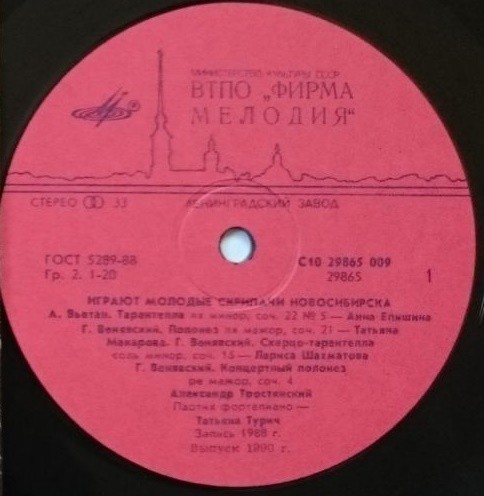 МИНИСТЕРСТВО КУЛЬТУРЫ СССР
ВТПО „ФИРМА
МЕЛОДИЯ“
СТЕРЕО 33
ЛЕНИНГРАДСКИЙ ЗАВОД
ГОСТ 5289-88
Гр. 2. 1-20
С10 29865 009
29865
1
ИГРАЮТ МОЛОДЫЕ СКРИПАЧИ НОВОСИБИРСКА
А. Вьетан. Тарантелла ля минор, соч. 22 № 5 — Анна Епишина
Г. Венявский. Полонез ля мажор, соч. 21 — Татьяна
Макарова. Г. Венявский. Скерцо-тарантелла
соль минор, соч. 16 — Лариса Шахматова
Г. Венявский. Концертный полонез
ре мажор, соч. 4
Александр Тростянский
Партия фортепиано —
Татьяна Турич
Запись 1988 г.
Выпуск 1990 г.